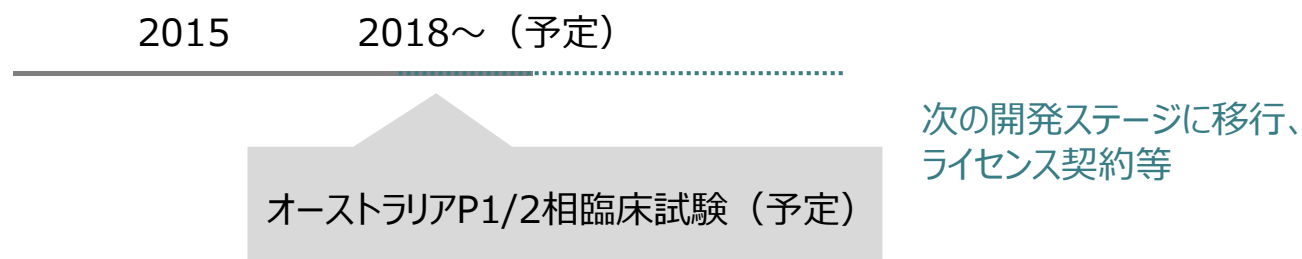 2015 2018~（予定）
次の開発ステージに移行、
ライセンス契約等
オーストラリアP1/2相臨床試験（予定）